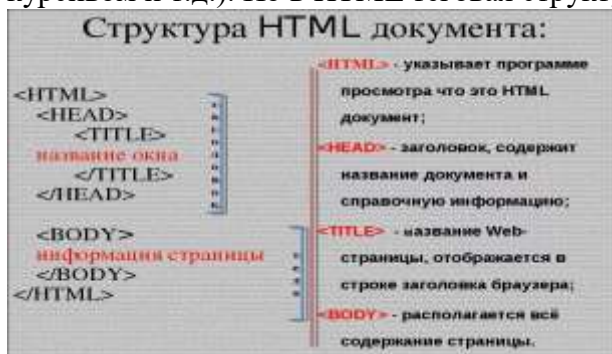 Структура HTML документа:
<HTML>
<HEAD>
<TITLE>
название окна
</TITLE>
</HEAD>
<BODY>
информация страницы
</BODY>
</HTML>
<HTML> - указывает программе
просмотра что это HTML
документ;
<HEAD> - заголовок, содержит
название документа и
справочную информацию;
<TITLE> - название Web-
страницы, отображается в
строке заголовка браузера;
<BODY> - располагается всё
содержание страницы.